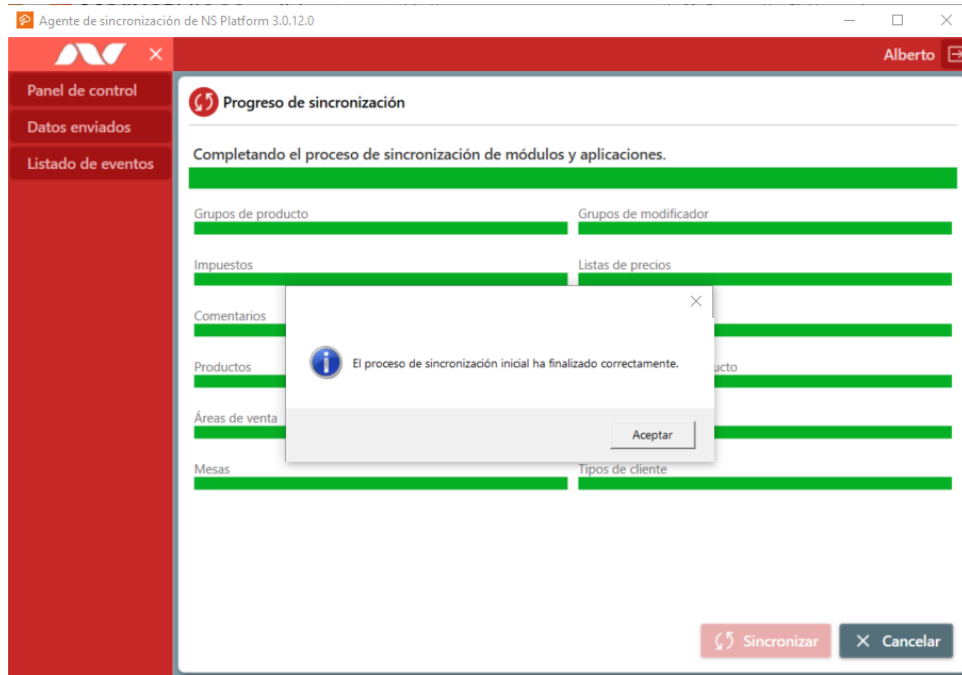 Agente de sincronización de NS Platform 3.0.12.0
Alberto
Panel de control
Datos enviados
Listado de eventos
Progreso de sincronización
Completando el proceso de sincronización de módulos y aplicaciones.
Grupos de producto
Grupos de modificador
Impuestos
Listas de precios
Comentarios
El proceso de sincronización inicial ha finalizado correctamente.
Productos
ucto
Áreas de venta
Aceptar
Mesas
Tipos de cliente
Sincronizar
Cancelar